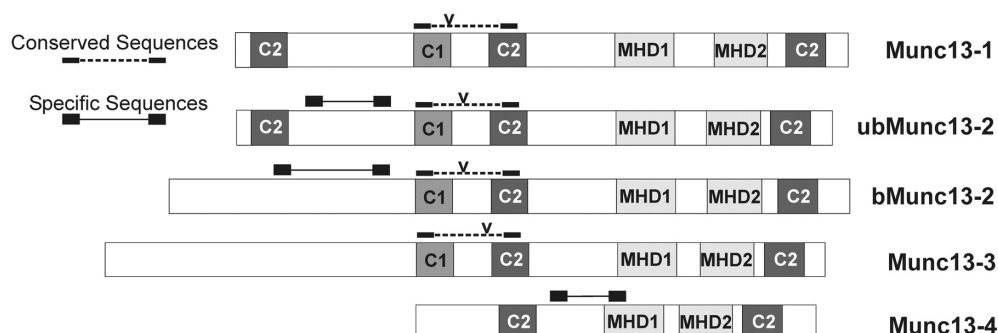 Conserved Sequences
C2 C1 V C2 MHD1 MHD2 C2 Munc13-1
Specific Sequences
C2 C1 V C2 MHD1 MHD2 C2 ubMunc13-2
C1 V C2 MHD1 MHD2 C2 bMunc13-2
C1 V C2 MHD1 MHD2 C2 Munc13-3
C2 MHD1 MHD2 C2 Munc13-4